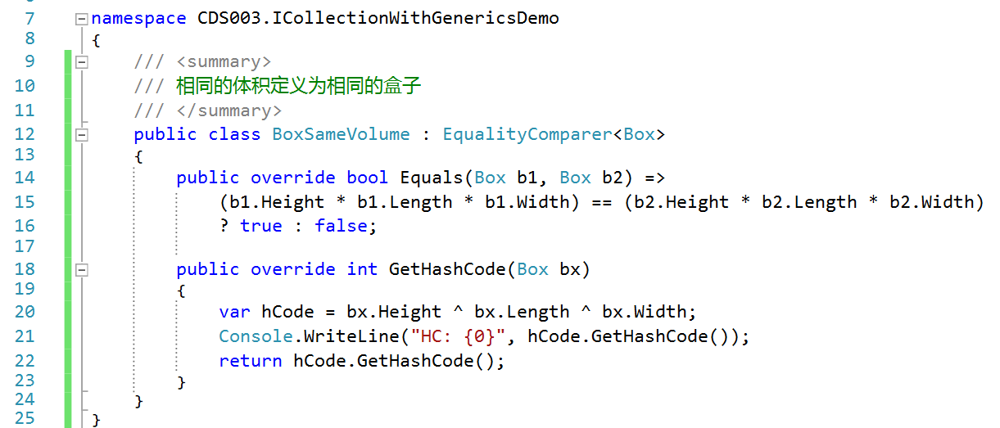 7 namespace CDS003.ICollectionWithGenericsDemo
8 {
9 /// <summary>
10 /// 相同的体积定义为相同的盒子
11 /// </summary>
12 public class BoxSameVolume : EqualityComparer<Box>
13 {
14 public override bool Equals(Box b1, Box b2) =>
15 (b1.Height * b1.Length * b1.Width) == (b2.Height * b2.Length * b2.Width)
16 ? true : false;
17
18 public override int GetHashCode(Box bx)
19 {
20 var hCode = bx.Height ^ bx.Length ^ bx.Width;
21 Console.WriteLine("HC: {0}", hCode.GetHashCode());
22 return hCode.GetHashCode();
23 }
24 }
25 }